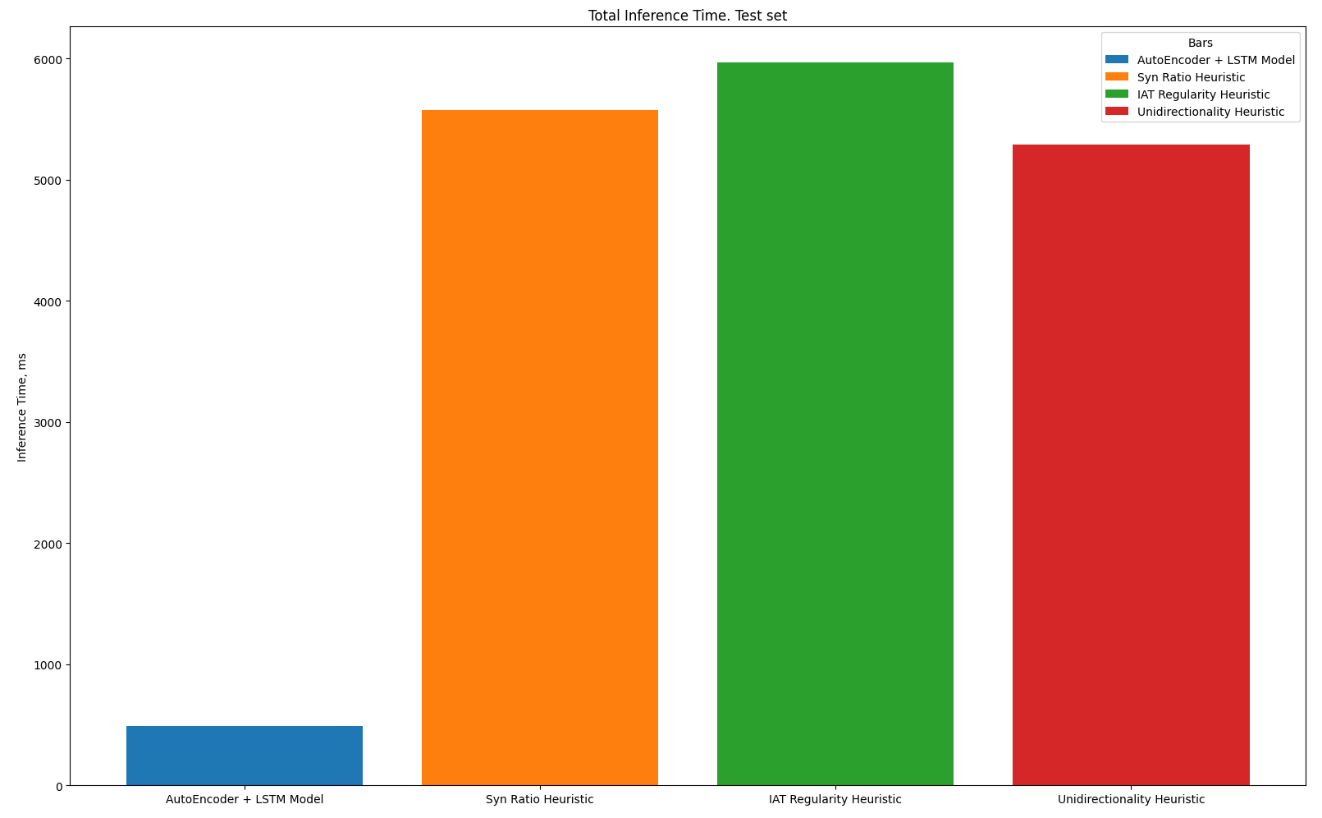 Total Inference Time. Test set
Bars
AutoEncoder + LSTM Model
Syn Ratio Heuristic
IAT Regularity Heuristic
Unidirectionality Heuristic
6000
5000
4000
3000
2000
1000
0
Inference Time, ms
AutoEncoder + LSTM Model
Syn Ratio Heuristic
IAT Regularity Heuristic
Unidirectionality Heuristic